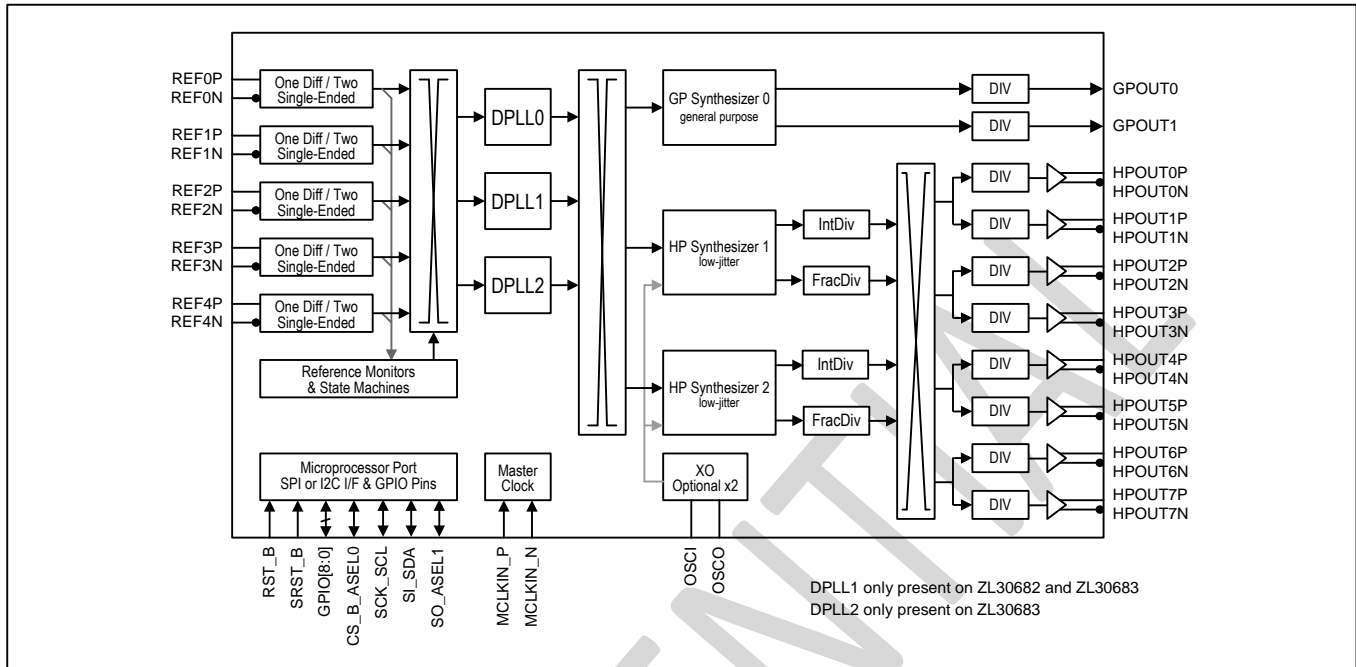 REF0P
REF0N
One Diff / Two
Single-Ended
REF1P
REF1N
One Diff / Two
Single-Ended
REF2P
REF2N
One Diff / Two
Single-Ended
REF3P
REF3N
One Diff / Two
Single-Ended
REF4P
REF4N
One Diff / Two
Single-Ended
Reference Monitors
& State Machines
DPLL0
DPLL1
DPLL2
GP Synthesizer 0
general purpose
HP Synthesizer 1
low-jitter
HP Synthesizer 2
low-jitter
IntDiv
FracDiv
IntDiv
FracDiv
DIV
GPOUT0
DIV
GPOUT1
DIV
HPOUT0P
HPOUT0N
DIV
HPOUT1P
HPOUT1N
DIV
HPOUT2P
HPOUT2N
DIV
HPOUT3P
HPOUT3N
DIV
HPOUT4P
HPOUT4N
DIV
HPOUT5P
HPOUT5N
DIV
HPOUT6P
HPOUT6N
DIV
HPOUT7P
HPOUT7N
Microprocessor Port
SPI or I2C I/F & GPIO Pins
Master
Clock
XO
Optional x2
RST_B
SRST_B
GPIO[8:0]
CS_B_ASEL0
SCK_SCL
SI_SDA
SO_ASEL1
MCLKIN_P
MCLKIN_N
OSCI
OSCO
DPLL1 only present on ZL30682 and ZL30683
DPLL2 only present on ZL30683